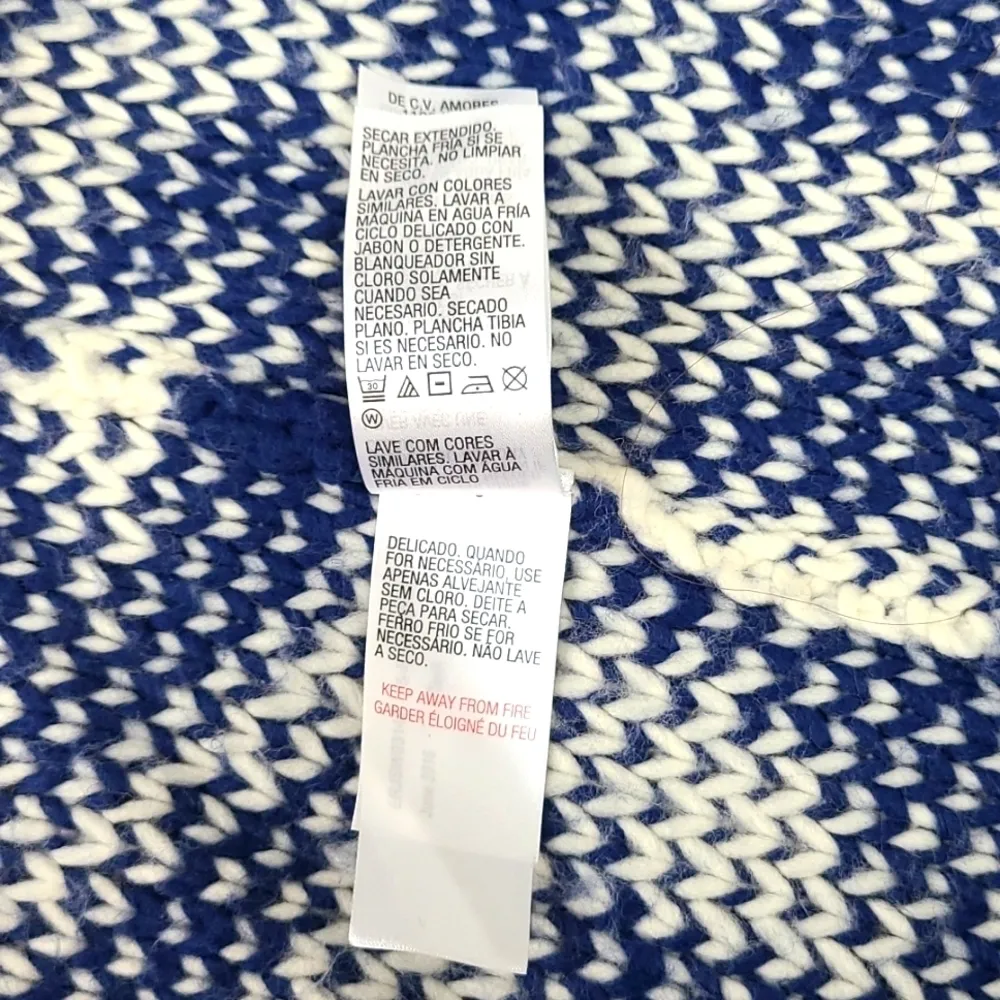 DE C.V. AMORES
SECAR EXTENDIDO.
PLANCHA FRÍA SI SE
NECESITA. NO LIMPIAR
EN SECO.
LAVAR CON COLORES
SIMILARES. LAVAR A
MÁQUINA EN AGUA FRÍA
CICLO DELICADO CON
JABON O DETERGENTE.
BLANQUEADOR SIN
CLORO SOLAMENTE
CUANDO SEA
NECESARIO. SECADO
PLANO. PLANCHA TIBIA
SI ES NECESARIO. NO
LAVAR EN SECO.
30
W
LAVE COM CORES
SIMILARES. LAVAR À
MÁQUINA COM ÁGUA
FRIA EM CICLO
DELICADO. QUANDO
FOR NECESSÁRIO, USE
APENAS ALVEJANTE
SEM CLORO. DEITE A
PEÇA PARA SECAR.
FERRO FRIO SE FOR
NECESSÁRIO. NÃO LAVE
A SECO.
KEEP AWAY FROM FIRE
GARDER ÉLOIGNÉ DU FEU